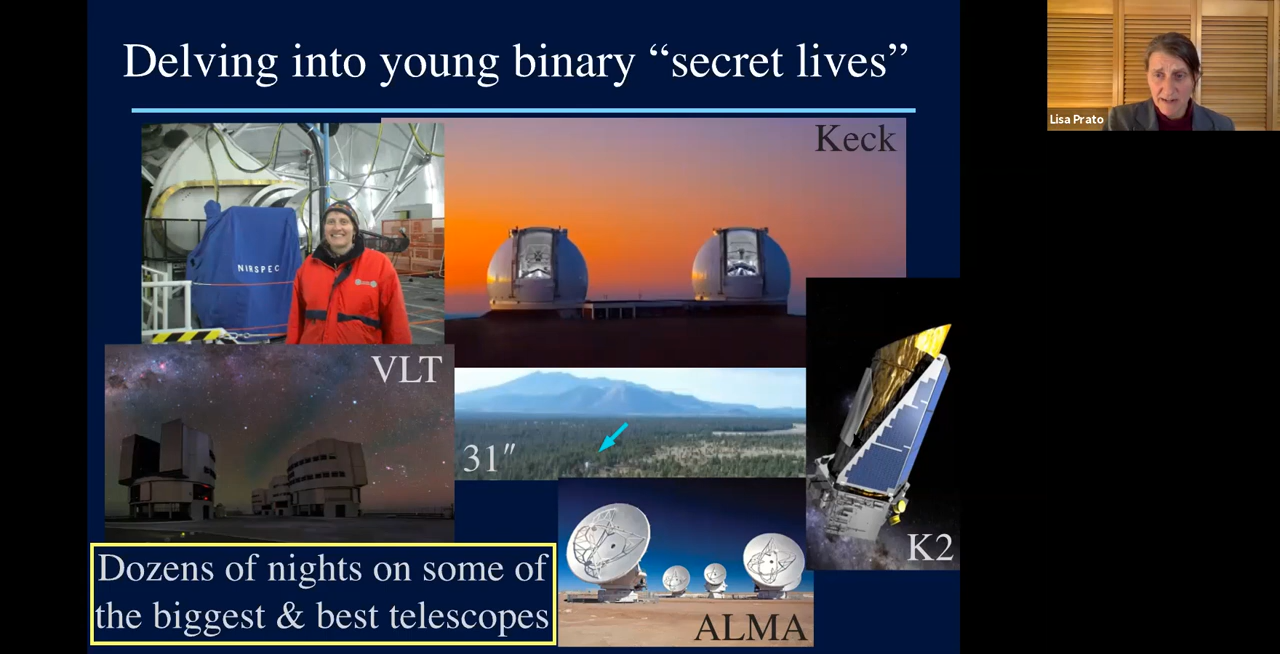 Delving into young binary “secret lives”
Keck
Lisa Prato
NIRSPEC
VLT
31″
K2
Dozens of nights on some of
the biggest & best telescopes
ALMA